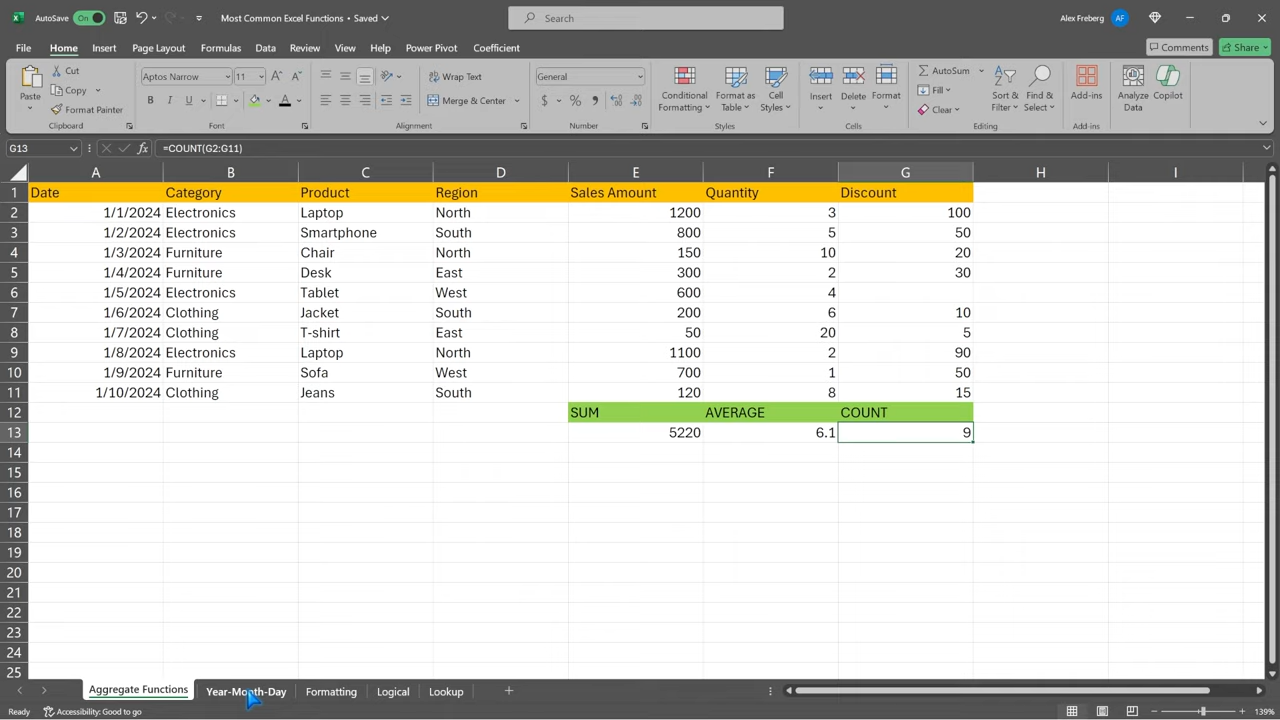 AutoSave On Most Common Excel Functions • Saved Search Alex Freberg AF
File Home Insert Page Layout Formulas Data Review View Help Power Pivot Coefficient Comments Share
Paste Cut Copy Format Painter Clipboard
Aptos Narrow 11 B I U A Font
Wrap Text Merge & Center Alignment
General $ % , Number
Conditional Formatting Format as Table Cell Styles Styles
Insert Delete Format Cells
AutoSum Fill Clear Sort & Filter Find & Select Editing
Add-ins Add-ins
Analyze Data Copilot
G13 fx =COUNT(G2:G11)
A B C D E F G H I
1 Date Category Product Region Sales Amount Quantity Discount
2 1/1/2024 Electronics Laptop North 1200 3 100
3 1/2/2024 Electronics Smartphone South 800 5 50
4 1/3/2024 Furniture Chair North 150 10 20
5 1/4/2024 Furniture Desk East 300 2 30
6 1/5/2024 Electronics Tablet West 600 4
7 1/6/2024 Clothing Jacket South 200 6 10
8 1/7/2024 Clothing T-shirt East 50 20 5
9 1/8/2024 Electronics Laptop North 1100 2 90
10 1/9/2024 Furniture Sofa West 700 1 50
11 1/10/2024 Clothing Jeans South 120 8 15
12 SUM AVERAGE COUNT
13 5220 6.1 9
14
15
16
17
18
19
20
21
22
23
24
25
Aggregate Functions Year-Month-Day Formatting Logical Lookup
Ready Accessibility: Good to go 139%